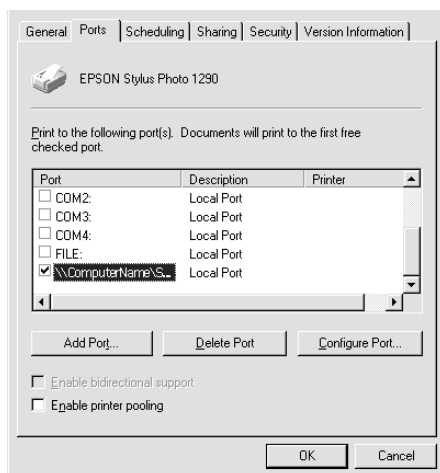 General Ports Scheduling Sharing Security Version Information
EPSON Stylus Photo 1290
Print to the following port(s). Documents will print to the first free
checked port.
Port Description Printer
COM2: Local Port
COM3: Local Port
COM4: Local Port
FILE: Local Port
\\ComputerName\S... Local Port
Add Port... Delete Port Configure Port...
Enable bidirectional support
Enable printer pooling
OK Cancel